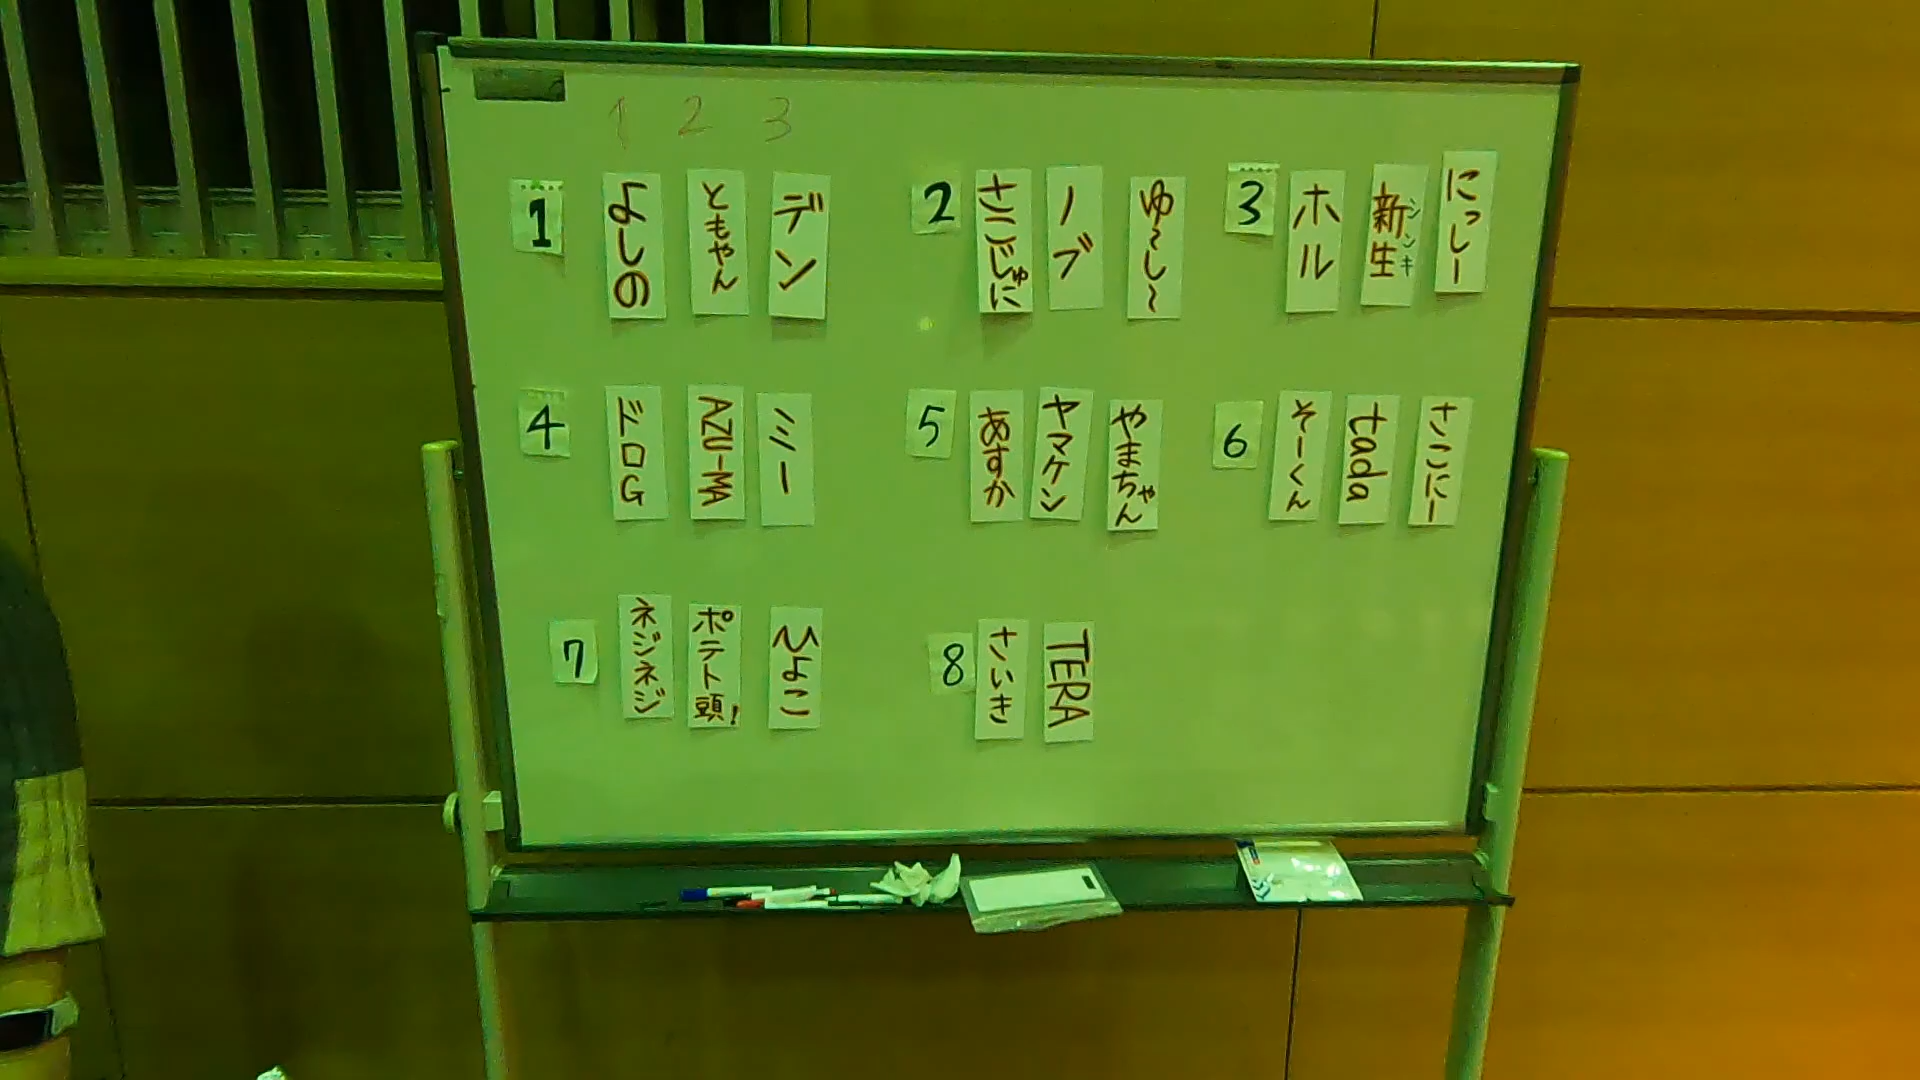 1 2 3
1
よしの
ともやん
デン
2
さこじゅに
ノブ
ゆ〜し〜
3
ホル
新生
シンキ
にっしー
4
ドロG
AZU-MA
ミー
5
あすか
ヤマケン
やまちゃん
6
そーくん
tada
さこにー
7
ネジネジ
ポテト頭!
ひよこ
8
さいき
TERA